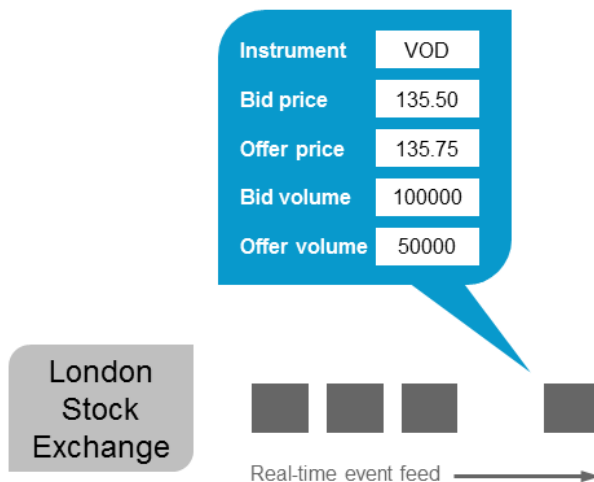 Instrument VOD
Bid price 135.50
Offer price 135.75
Bid volume 100000
Offer volume 50000
London
Stock
Exchange
Real-time event feed